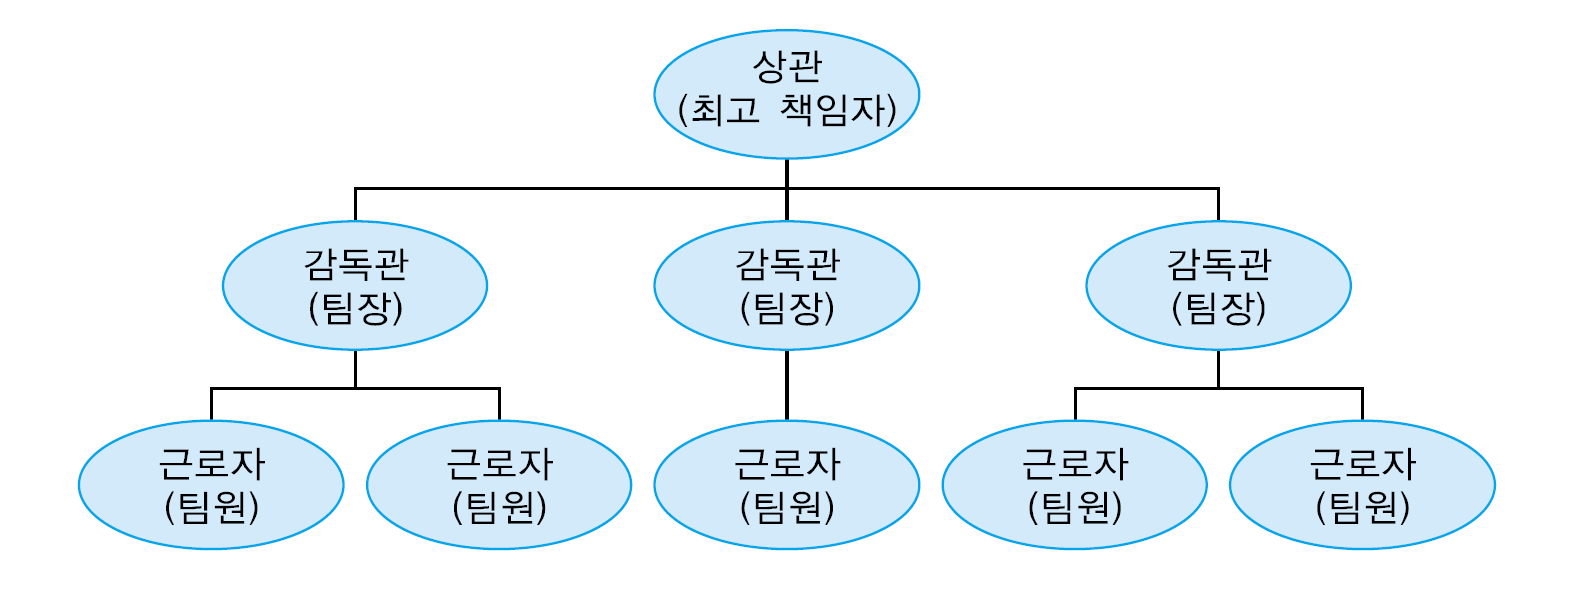 상관
(최고 책임자)
감독관
(팀장)
감독관
(팀장)
감독관
(팀장)
근로자
(팀원)
근로자
(팀원)
근로자
(팀원)
근로자
(팀원)
근로자
(팀원)